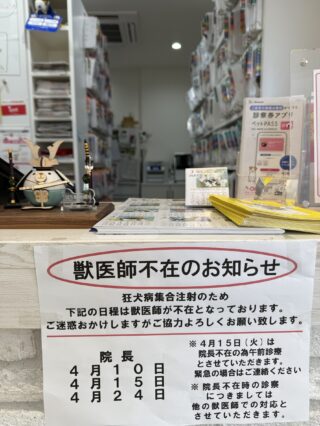 診察券アプリ
ペットPASS
獣医師不在のお知らせ
狂犬病集合注射のため
下記の日程は獣医師が不在となっております。
ご迷惑おかけしますがご協力よろしくお願い致します。
院長
4月10日
4月15日
4月24日
※4月15日(火)は
院長不在の為午前診療
とさせていただきます。
緊急の場合はご連絡ください
※院長不在時の診察
につきましては
他の獣医師での対応と
させていただきます。